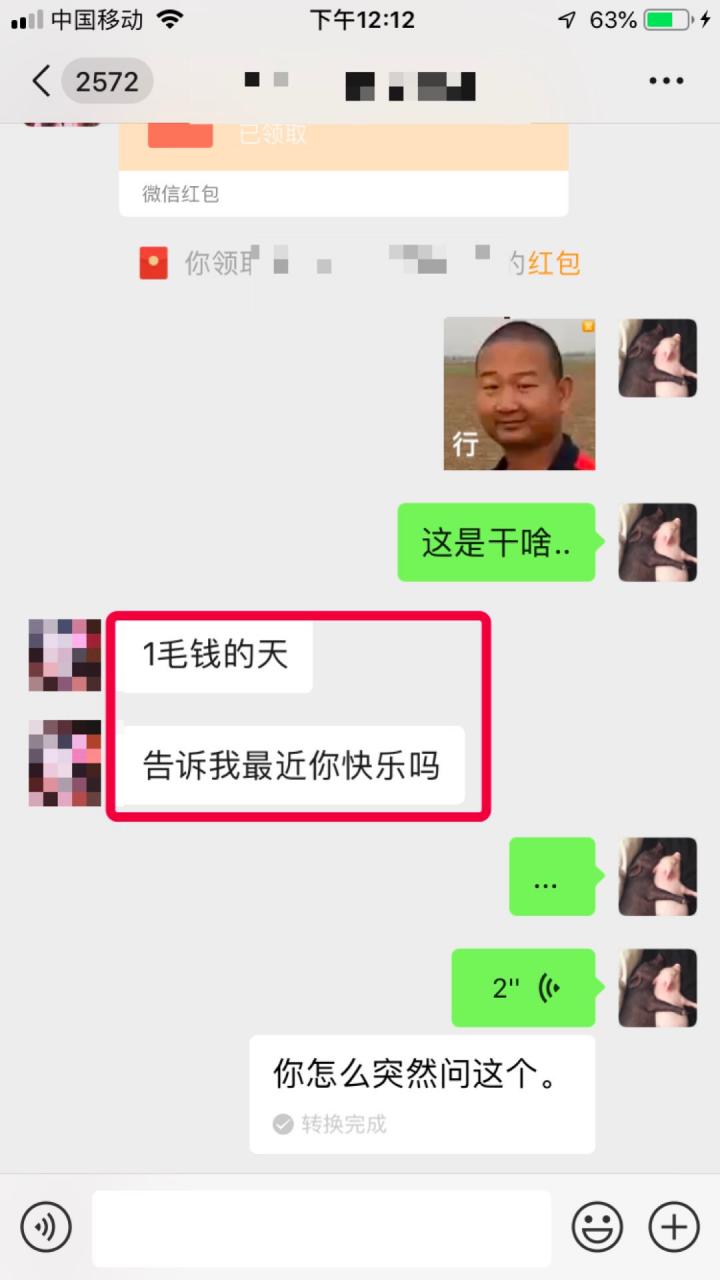 中国移动
下午12:12
63%
2572
已领取
微信红包
你领取
的红包
行
这是干啥..
1毛钱的天
告诉我最近你快乐吗
...
2"
你怎么突然问这个。
转换完成